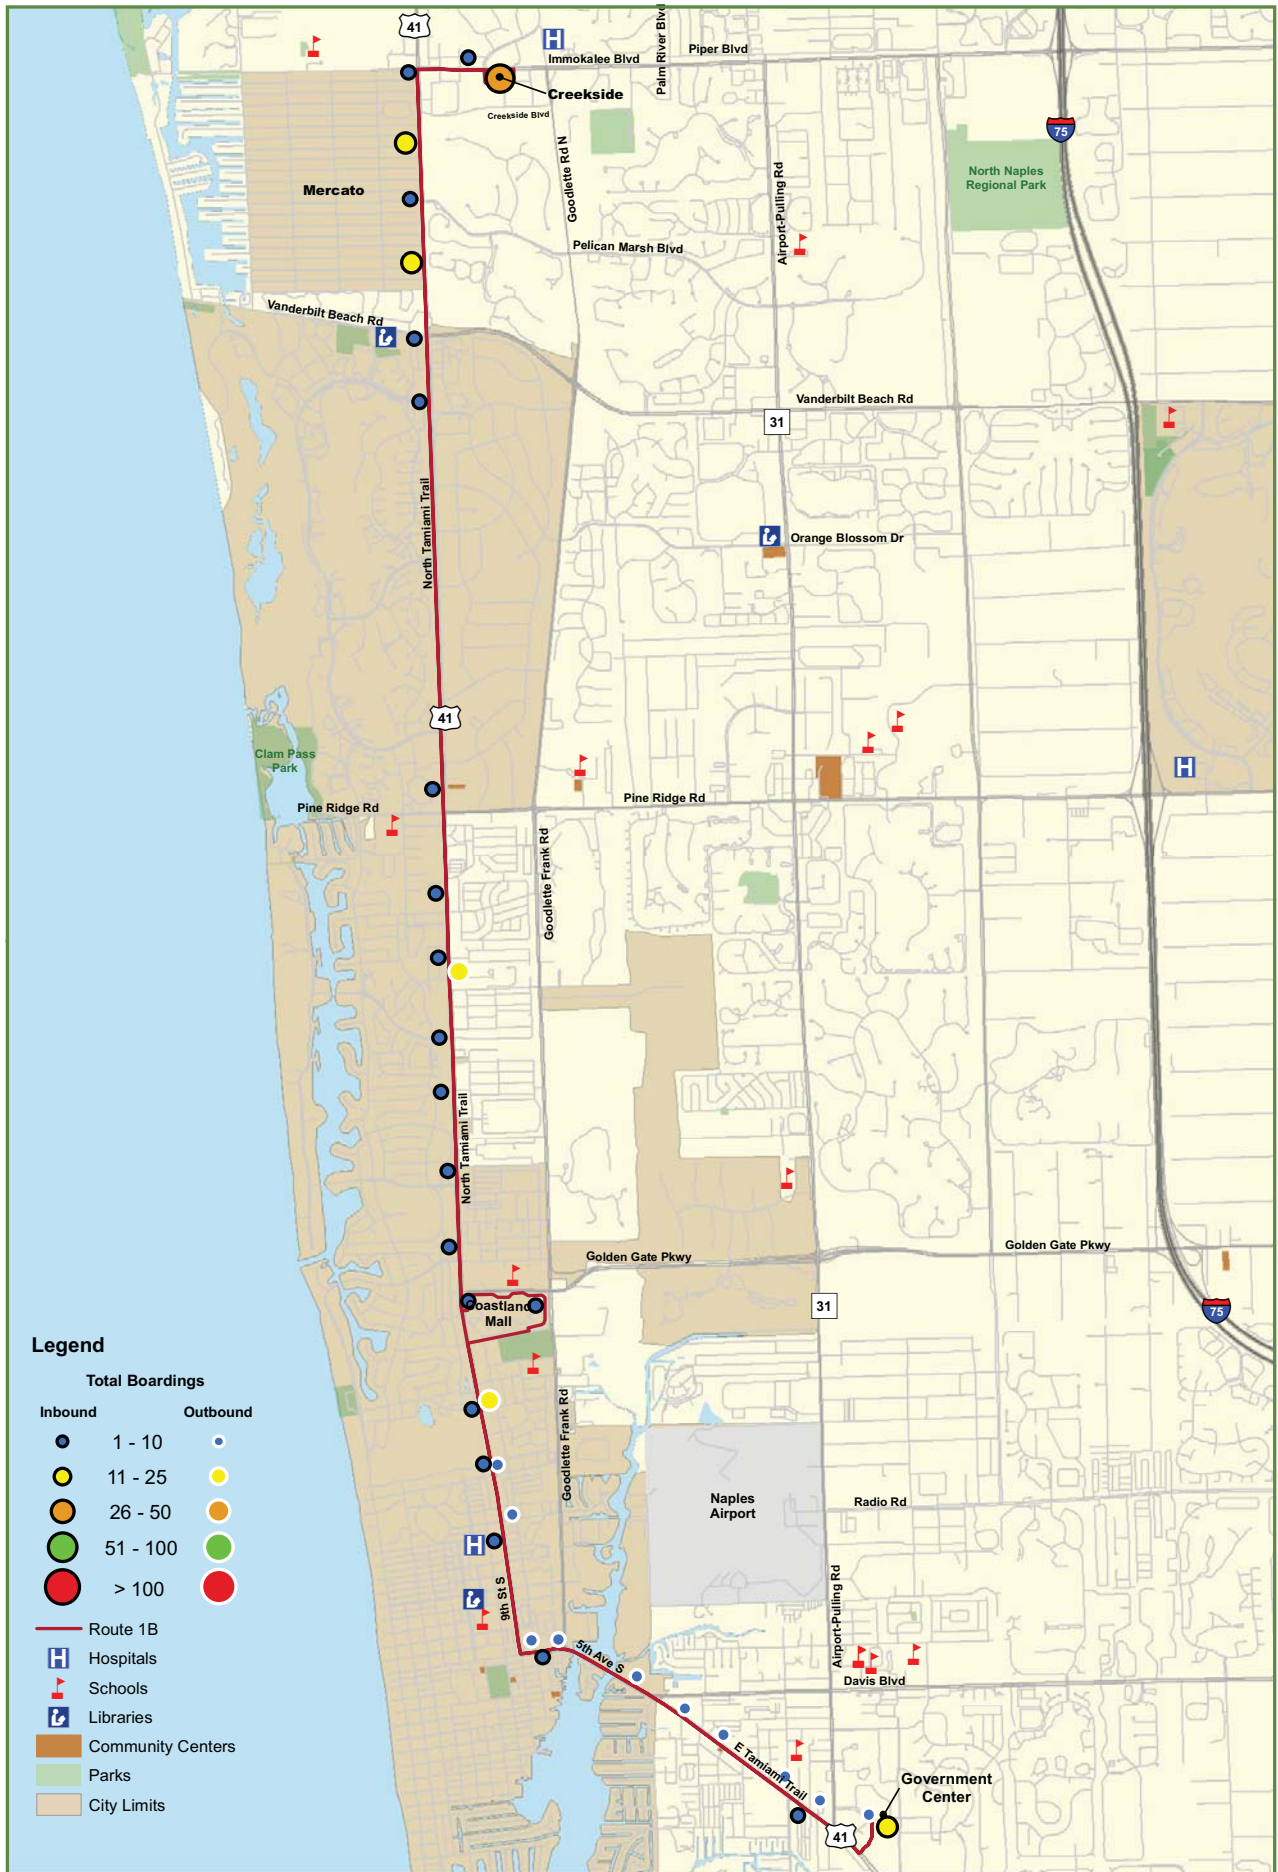 41
Palm River Blvd
Piper Blvd
Immokalee Blvd
Creekside
Creekside Blvd
75
Goodlette Rd N
Airport-Pulling Rd
North Naples
Regional Park
Mercato
Pelican Marsh Blvd
Vanderbilt Beach Rd
Vanderbilt Beach Rd
31
North Tamiami Trail
Orange Blossom Dr
41
Clam Pass
Park
Pine Ridge Rd
Pine Ridge Rd
Goodlette Frank Rd
North Tamiami Trail
Golden Gate Pkwy
Golden Gate Pkwy
Coastland
Mall
31
75
Goodlette Frank Rd
Naples
Airport
Radio Rd
9th St S
5th Ave S
Airport-Pulling Rd
Davis Blvd
E Tamiami Trail
Government
Center
41
Legend
Total Boardings
Inbound Outbound
1 - 10
11 - 25
26 - 50
51 - 100
> 100
Route 1B
H Hospitals
Schools
Libraries
Community Centers
Parks
City Limits
H
H
H